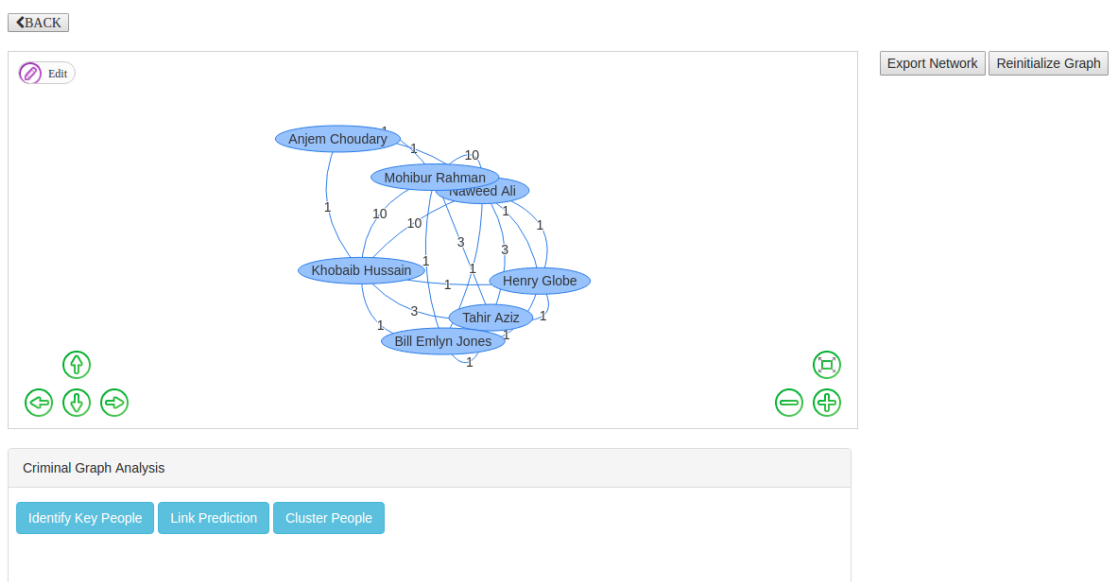 BACK
Export Network Reinitialize Graph
Edit
1
Anjem Choudary
1
10
Mohibur Rahman
Naweed Ali
1
10
1
10
1
3
3
1
1
Khobaib Hussain
Henry Globe
1
3
Tahir Aziz
1
1
1
Bill Emlyn Jones
1
Criminal Graph Analysis
Identify Key People Link Prediction Cluster People